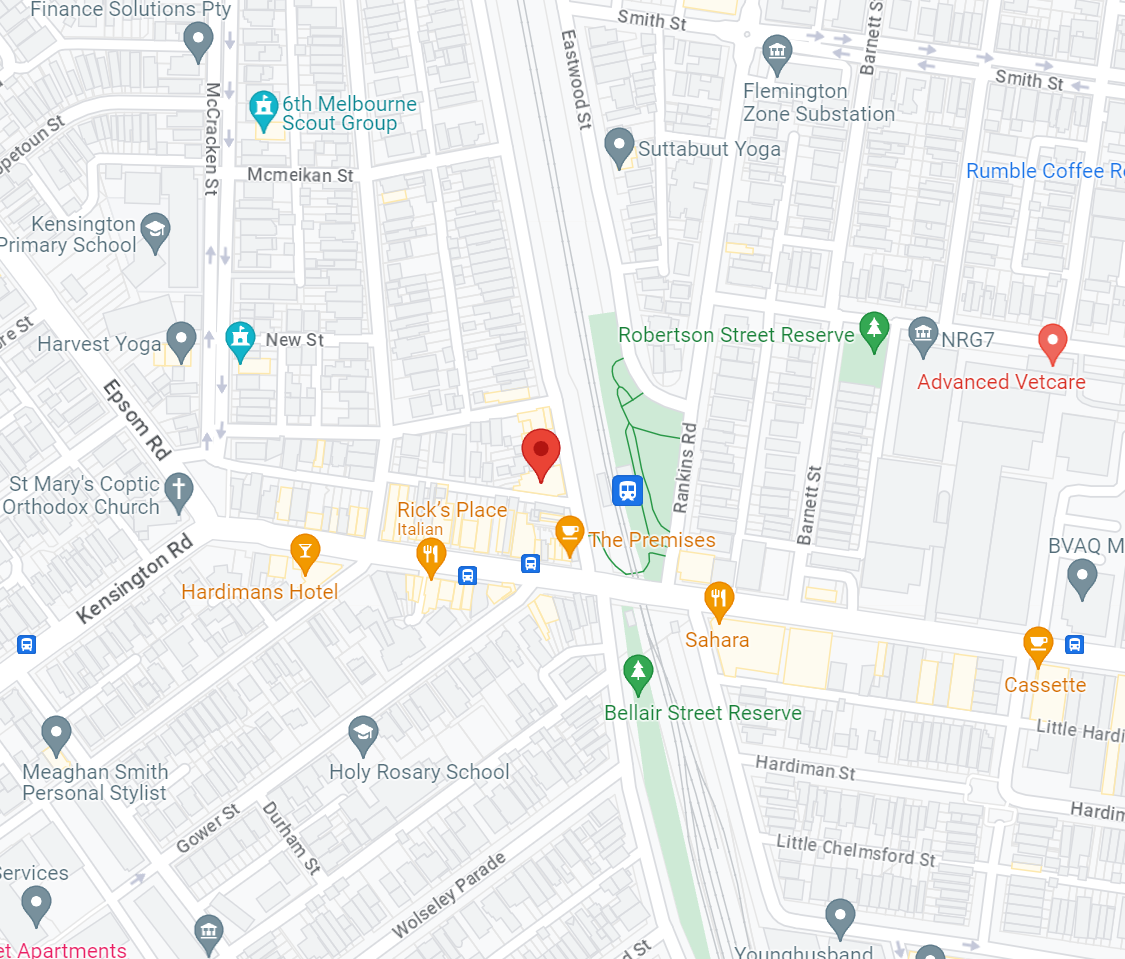 Finance Solutions Pty
Smith St
Barnett S
Eastwood St
Smith St
McCracken St
6th Melbourne
Scout Group
Flemington
Zone Substation
petoun St
Suttabuut Yoga
Rumble Coffee R
Mcmeikan St
Kensington
Primary School
re St
Harvest Yoga
New St
Robertson Street Reserve
NRG7
Advanced Vetcare
Epsom Rd
Rankins Rd
St Mary's Coptic
Orthodox Church
Barnett St
Rick's Place
Italian
The Premises
BVAQ M
Kensington Rd
Hardimans Hotel
Sahara
Cassette
Bellair Street Reserve
Little Hardi
Meaghan Smith
Personal Stylist
Holy Rosary School
Hardiman St
Hardim
Gower St
Durham St
Little Chelmsford St
Wolseley Parade
Services
et Apartments
d St
Younghusband